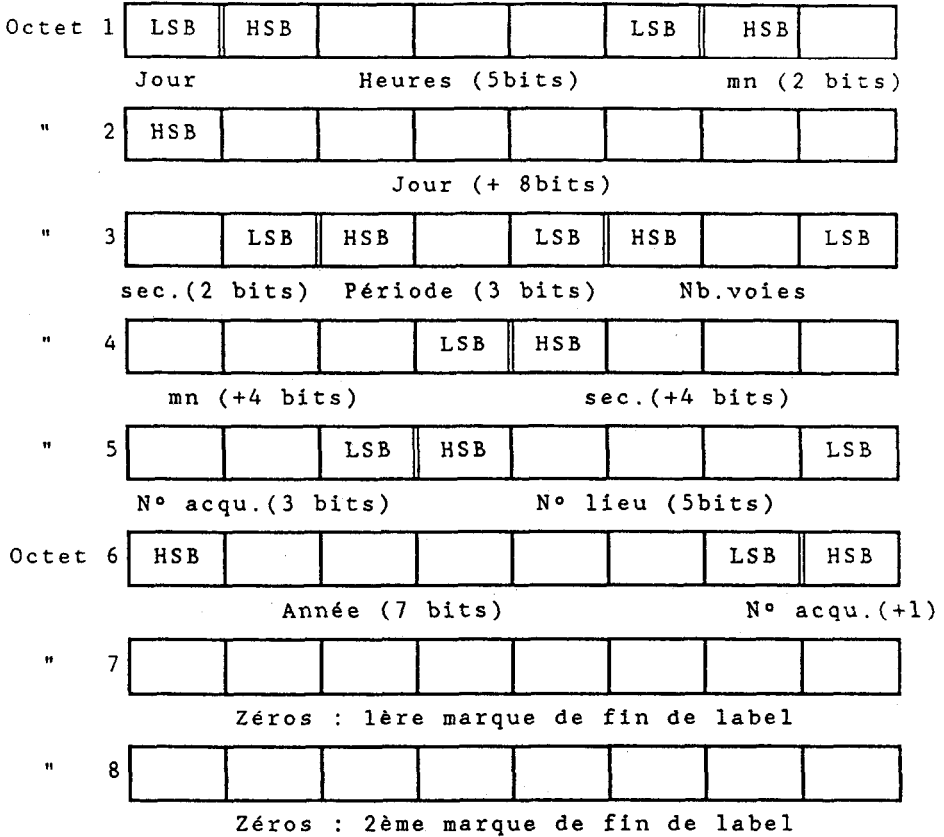 Octet 1 LSB HSB LSB HSB
Jour Heures (5bits) mn (2 bits)
" 2 HSB
Jour (+ 8bits)
" 3 LSB HSB LSB HSB LSB
sec.(2 bits) Période (3 bits) Nb.voies
" 4 LSB HSB
mn (+4 bits) sec.(+4 bits)
" 5 LSB HSB LSB
N° acqu.(3 bits) N° lieu (5bits)
Octet 6 HSB LSB HSB
Année (7 bits) N° acqu.(+1)
" 7
Zéros : 1ère marque de fin de label
" 8
Zéros : 2ème marque de fin de label